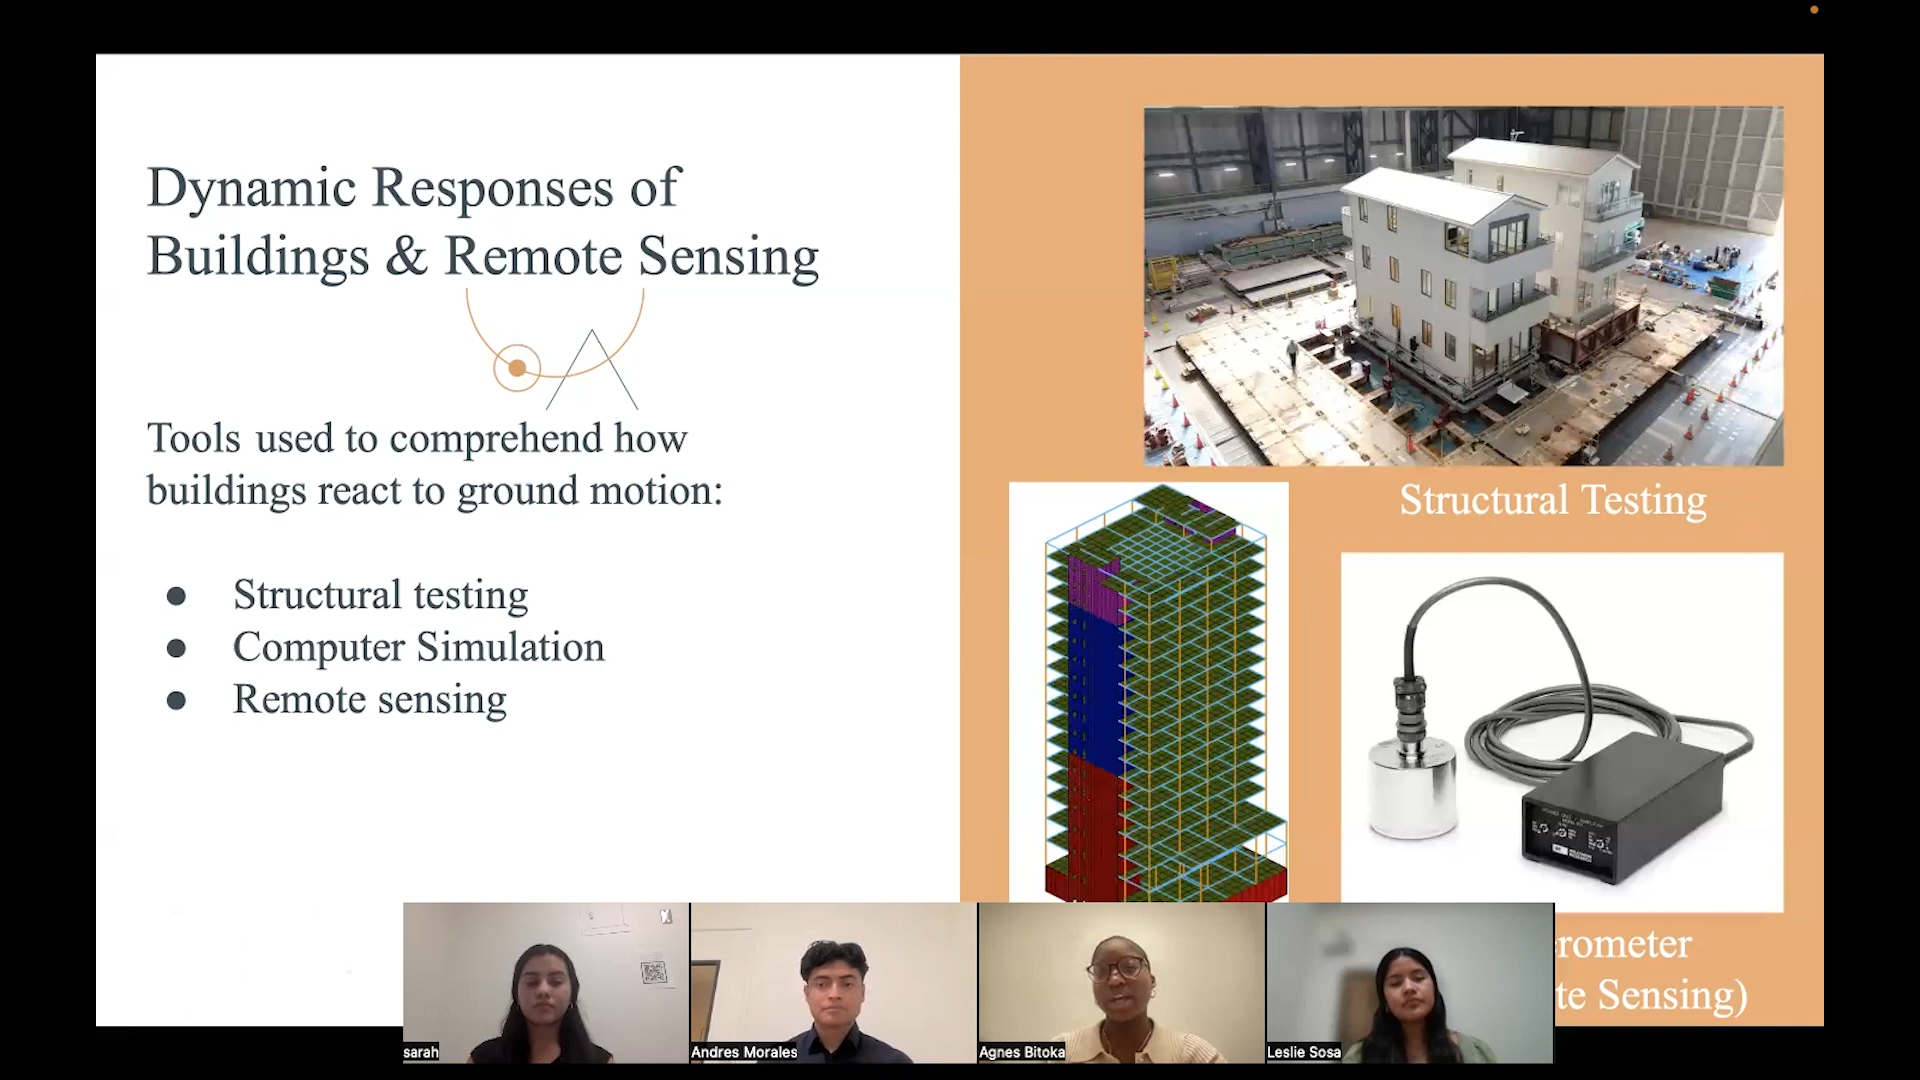 Dynamic Responses of
Buildings & Remote Sensing
Tools used to comprehend how
buildings react to ground motion:
● Structural testing
● Computer Simulation
● Remote sensing
Structural Testing
erometer
te Sensing)
sarah
Andres Morales
Agnes Bitoka
Leslie Sosa